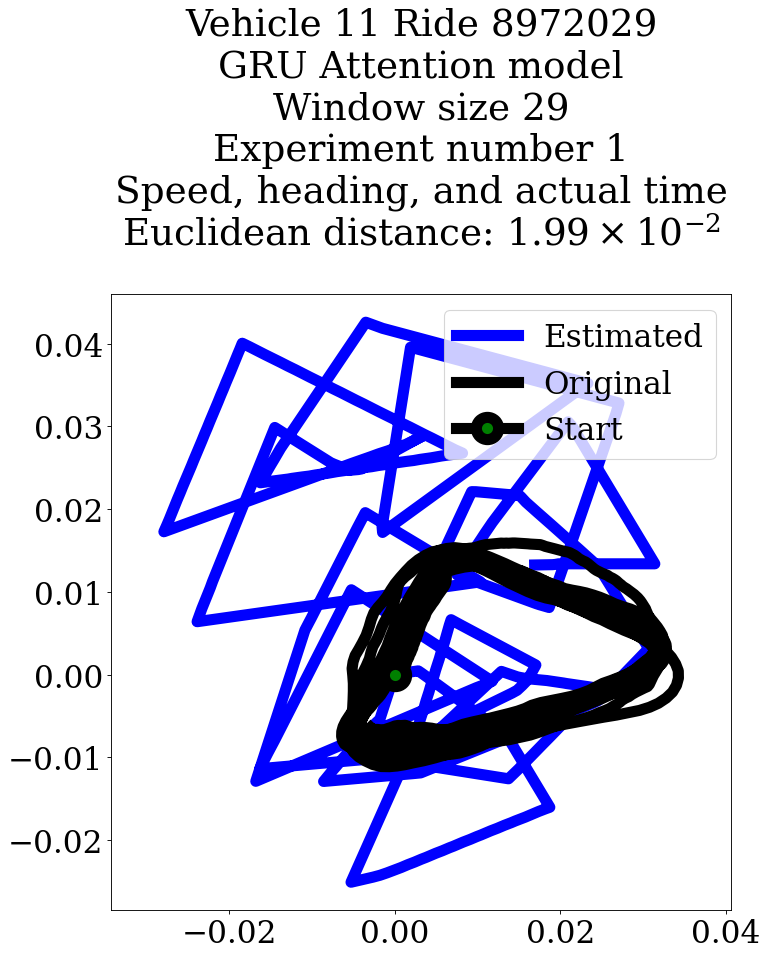 Vehicle 11 Ride 8972029
GRU Attention model
Window size 29
Experiment number 1
Speed, heading, and actual time
Euclidean distance: 1.99 × 10⁻²
Estimated
Original
Start
0.04
0.03
0.02
0.01
0.00
−0.01
−0.02
−0.02 0.00 0.02 0.04